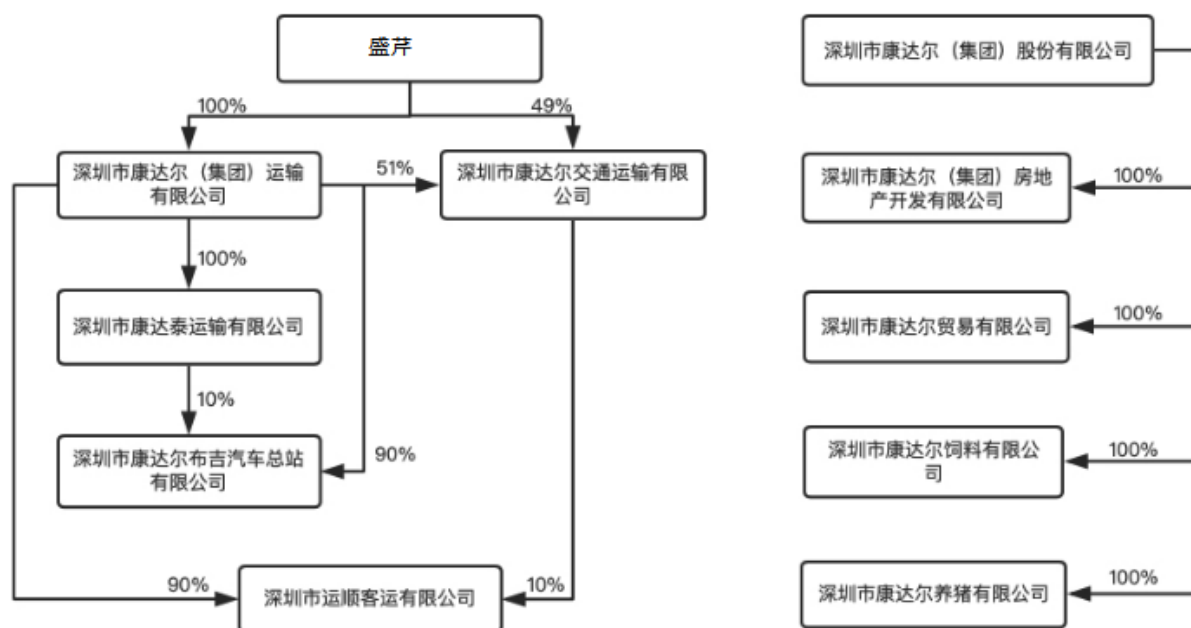 盛芹
深圳市康达尔（集团）股份有限公司
100%
49%
深圳市康达尔（集团）运输
有限公司
51%
深圳市康达尔交通运输有限
公司
深圳市康达尔（集团）房地
产开发有限公司
100%
100%
深圳市康达泰运输有限公司
深圳市康达尔贸易有限公司
100%
10%
深圳市康达尔布吉汽车总站
有限公司
90%
深圳市康达尔饲料有限公
司
100%
90%
深圳市运顺客运有限公司
10%
深圳市康达尔养猪有限公司
100%